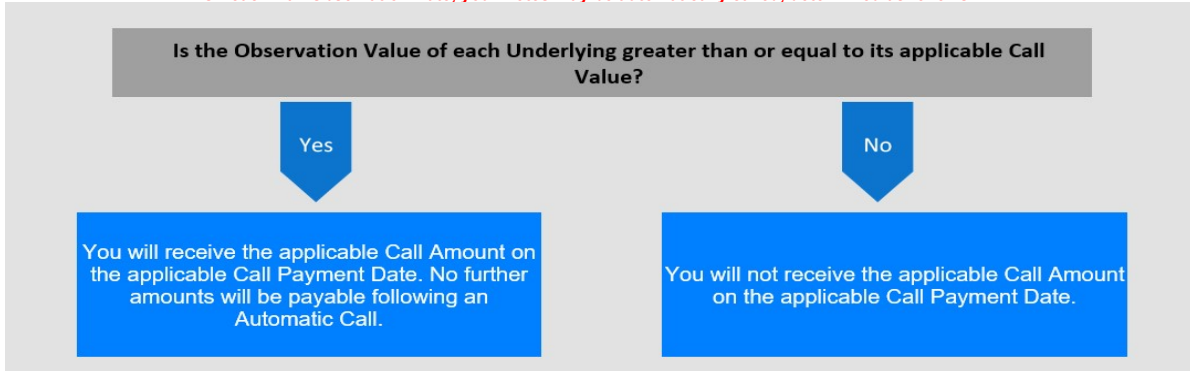 Is the Observation Value of each Underlying greater than or equal to its applicable Call
Value?
Yes
No
You will receive the applicable Call Amount on
the applicable Call Payment Date. No further
amounts will be payable following an
Automatic Call.
You will not receive the applicable Call Amount
on the applicable Call Payment Date.